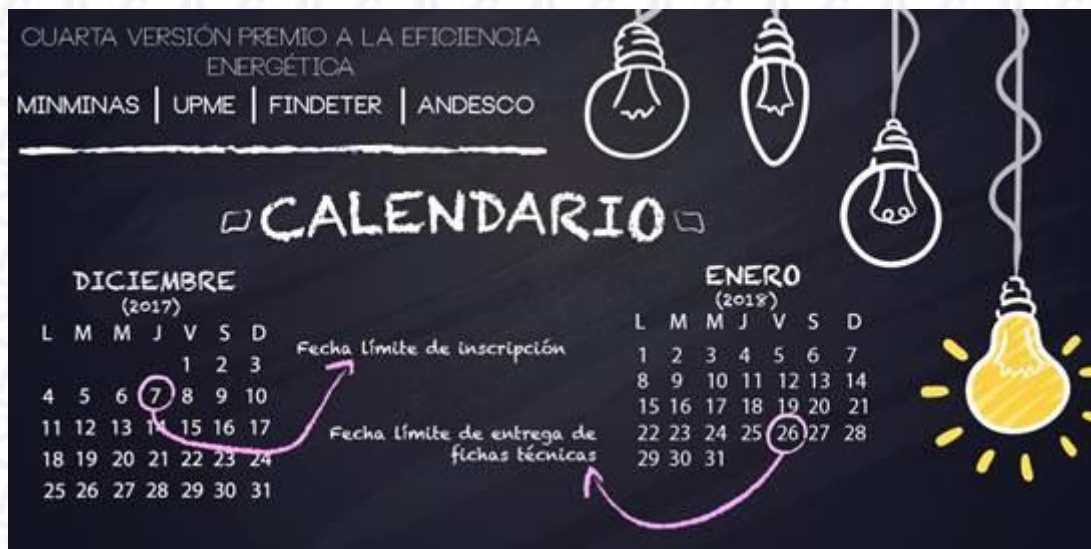 CUARTA VERSIÓN PREMIO A LA EFICIENCIA
ENERGÉTICA
MINMINAS | UPME | FINDETER | ANDESCO
CALENDARIO
DICIEMBRE
(2017)
L M M J V S D
1 2 3
4 5 6 7 8 9 10
11 12 13 14 15 16 17
18 19 20 21 22 23 24
25 26 27 28 29 30 31
Fecha límite de inscripción
Fecha límite de entrega de
fichas técnicas
ENERO
(2018)
L M M J V S D
1 2 3 4 5 6 7
8 9 10 11 12 13 14
15 16 17 18 19 20 21
22 23 24 25 26 27 28
29 30 31